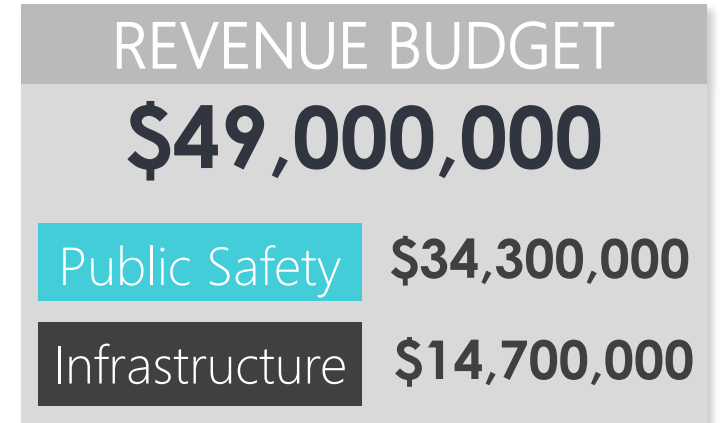 REVENUE BUDGET
$49,000,000
Public Safety $34,300,000
Infrastructure $14,700,000